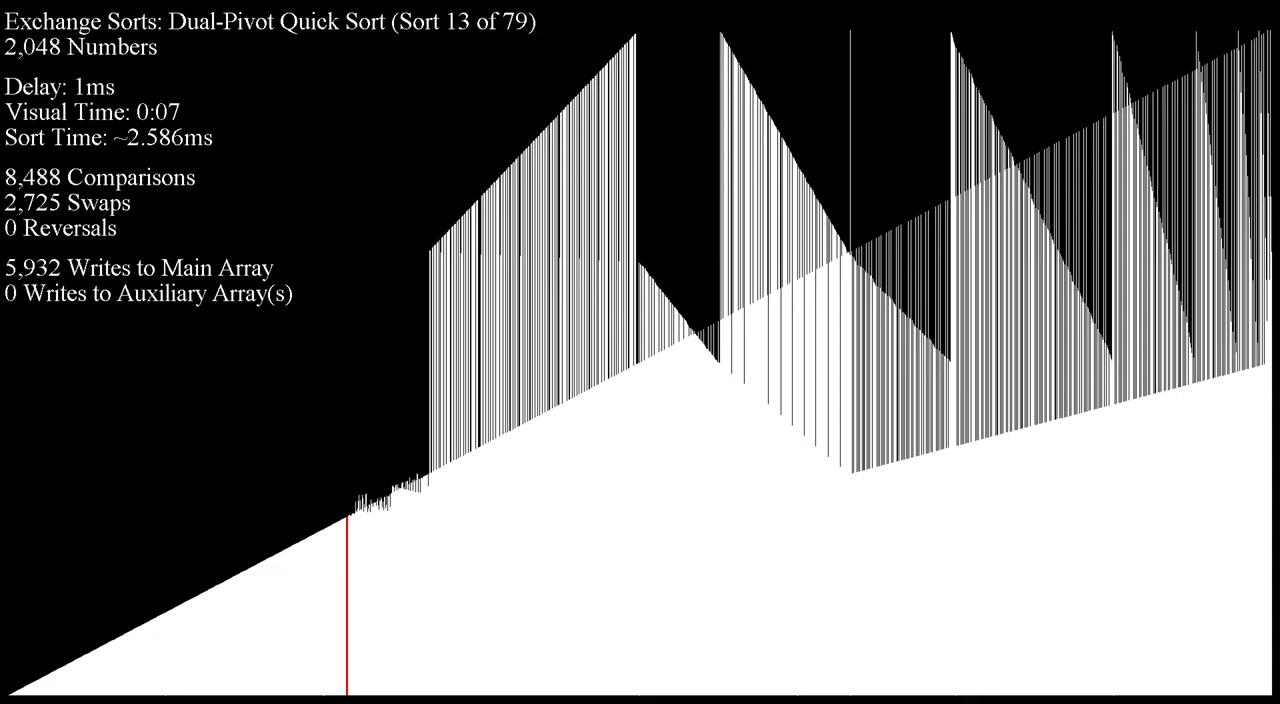 Exchange Sorts: Dual-Pivot Quick Sort (Sort 13 of 79)
2,048 Numbers
Delay: 1ms
Visual Time: 0:07
Sort Time: ~2.586ms
8,488 Comparisons
2,725 Swaps
0 Reversals
5,932 Writes to Main Array
0 Writes to Auxiliary Array(s)